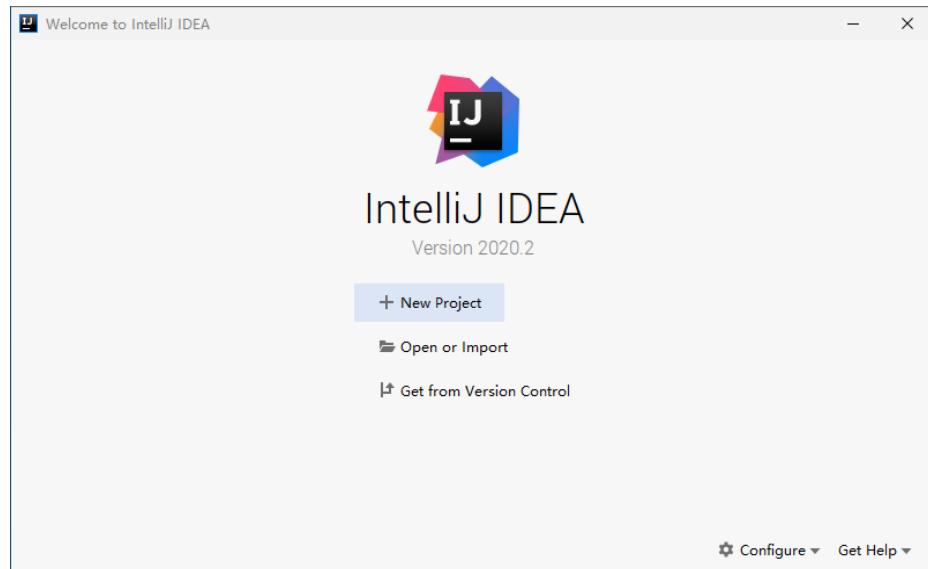 Welcome to IntelliJ IDEA
IJ
IntelliJ IDEA
Version 2020.2
New Project
Open or Import
Get from Version Control
Configure Get Help